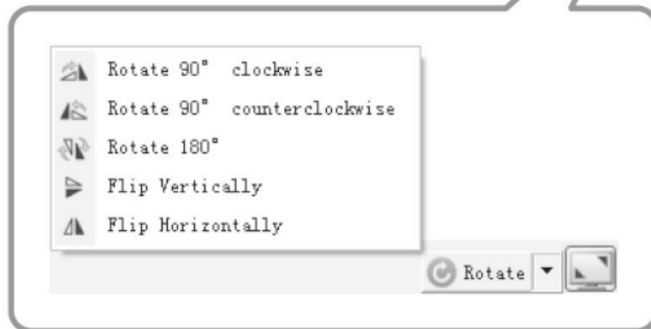 Rotate 90° clockwise
Rotate 90° counterclockwise
Rotate 180°
Flip Vertically
Flip Horizontally
Rotate